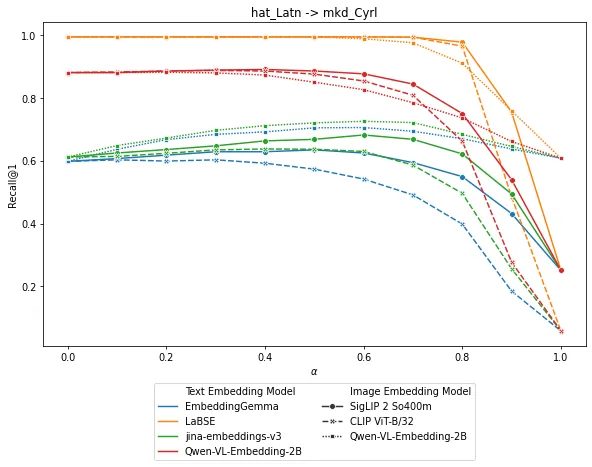 hat_Latn -> mkd_Cyrl
Recall@1
1.0
0.8
0.6
0.4
0.2
0.0 0.2 0.4 0.6 0.8 1.0
α
Text Embedding Model
EmbeddingGemma
LaBSE
jina-embeddings-v3
Qwen-VL-Embedding-2B
Image Embedding Model
SigLIP 2 So400m
CLIP ViT-B/32
Qwen-VL-Embedding-2B